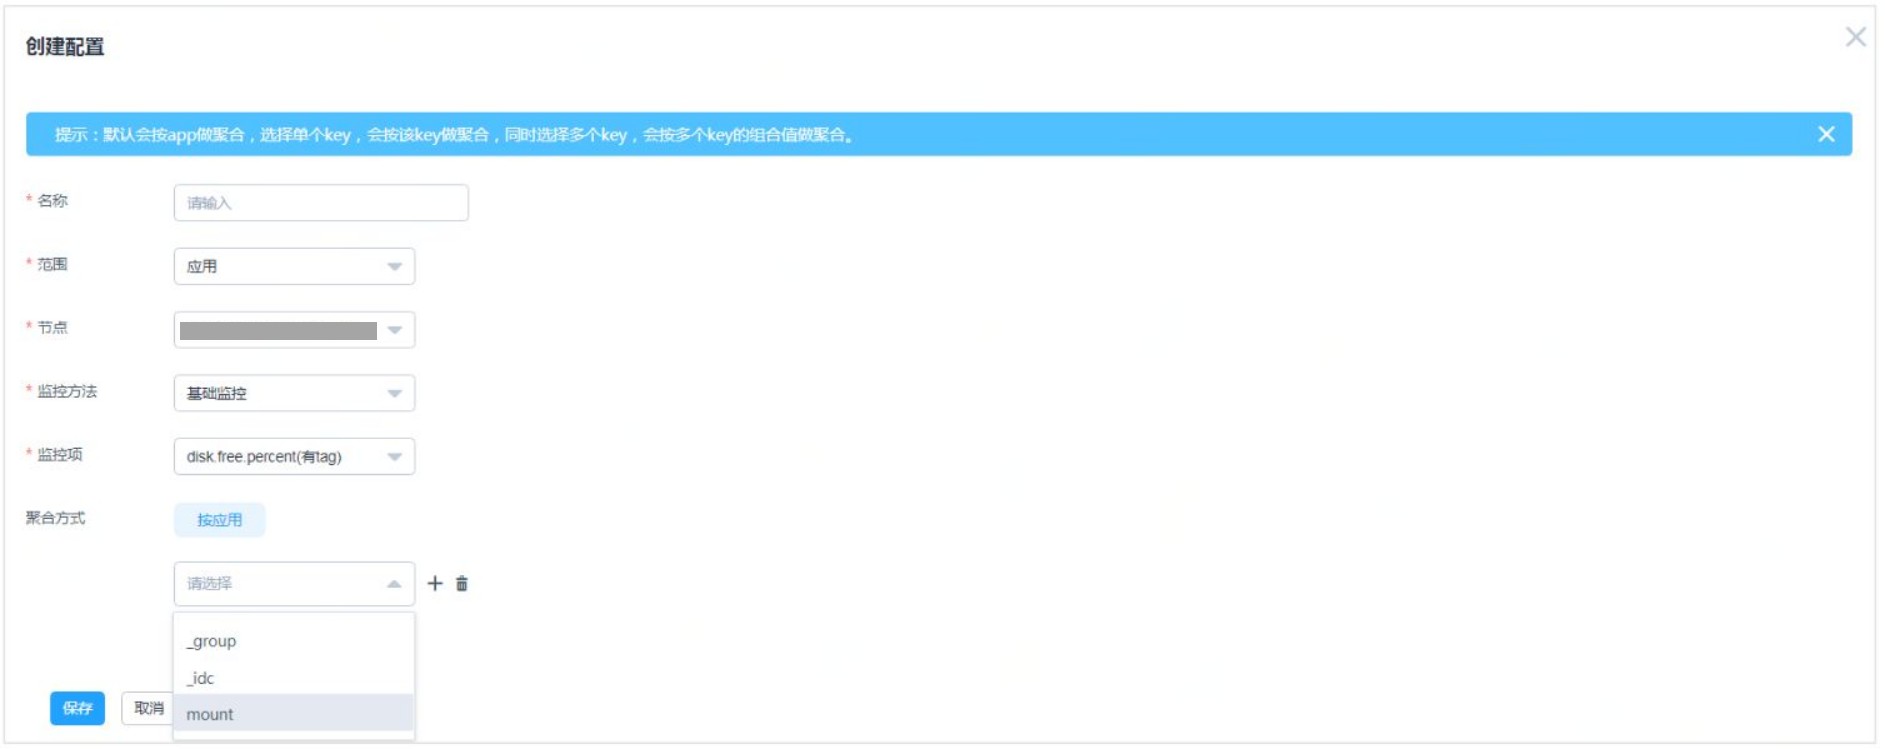 创建配置
提示：默认会按app做聚合，选择单个key，会按该key做聚合，同时选择多个key，会按多个key的组合值做聚合。
* 名称
请输入
* 范围
应用
* 节点
* 监控方法
基础监控
* 监控项
disk.free.percent(有tag)
聚合方式
按应用
请选择
_group
_idc
mount
保存
取消